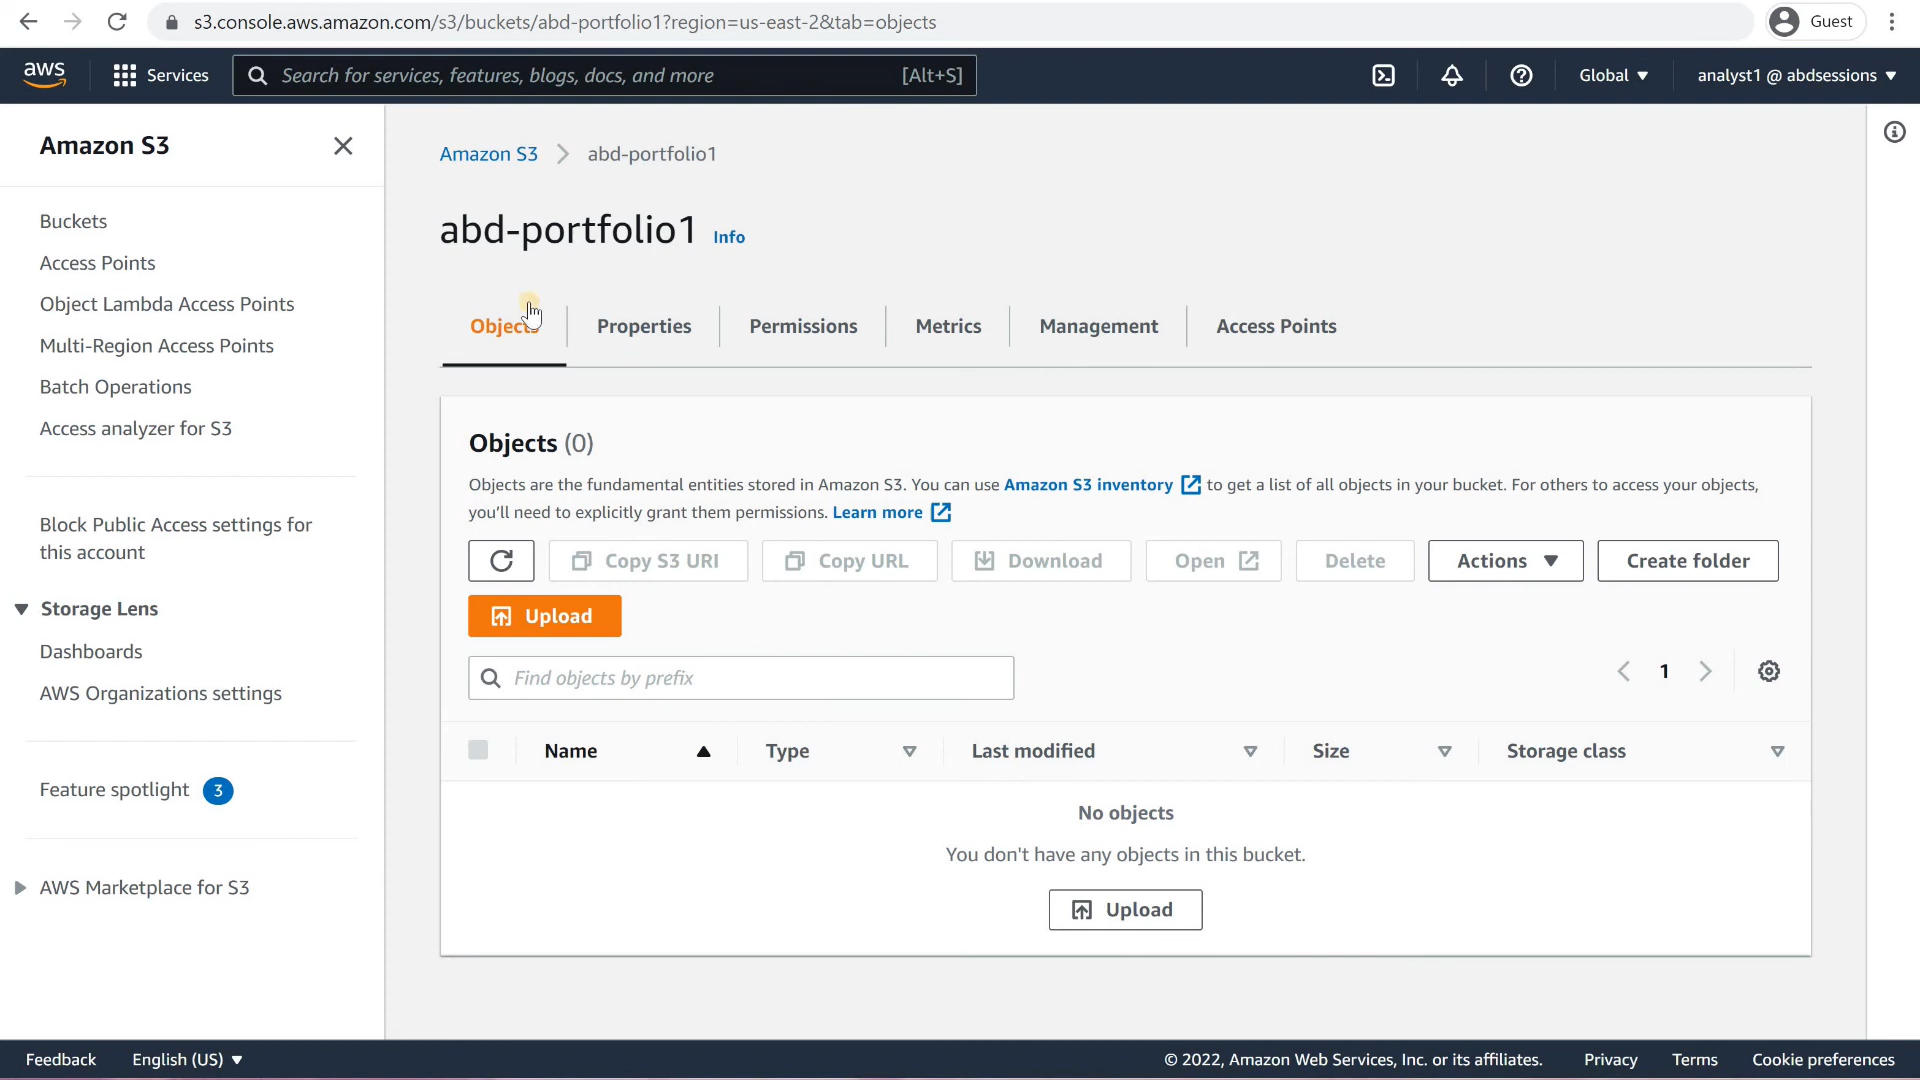 s3.console.aws.amazon.com/s3/buckets/abd-portfolio1?region=us-east-2&tab=objects
Guest
aws
Services
Search for services, features, blogs, docs, and more
[Alt+S]
Global
analyst1 @ abdsessions
Amazon S3
Buckets
Access Points
Object Lambda Access Points
Multi-Region Access Points
Batch Operations
Access analyzer for S3
Block Public Access settings for
this account
Storage Lens
Dashboards
AWS Organizations settings
Feature spotlight 3
AWS Marketplace for S3
Amazon S3
abd-portfolio1
abd-portfolio1 Info
Objects
Properties
Permissions
Metrics
Management
Access Points
Objects (0)
Objects are the fundamental entities stored in Amazon S3. You can use Amazon S3 inventory to get a list of all objects in your bucket. For others to access your objects,
you'll need to explicitly grant them permissions. Learn more
Copy S3 URI
Copy URL
Download
Open
Delete
Actions
Create folder
Upload
Find objects by prefix
1
Name
Type
Last modified
Size
Storage class
No objects
You don't have any objects in this bucket.
Upload
Feedback
English (US)
© 2022, Amazon Web Services, Inc. or its affiliates.
Privacy
Terms
Cookie preferences